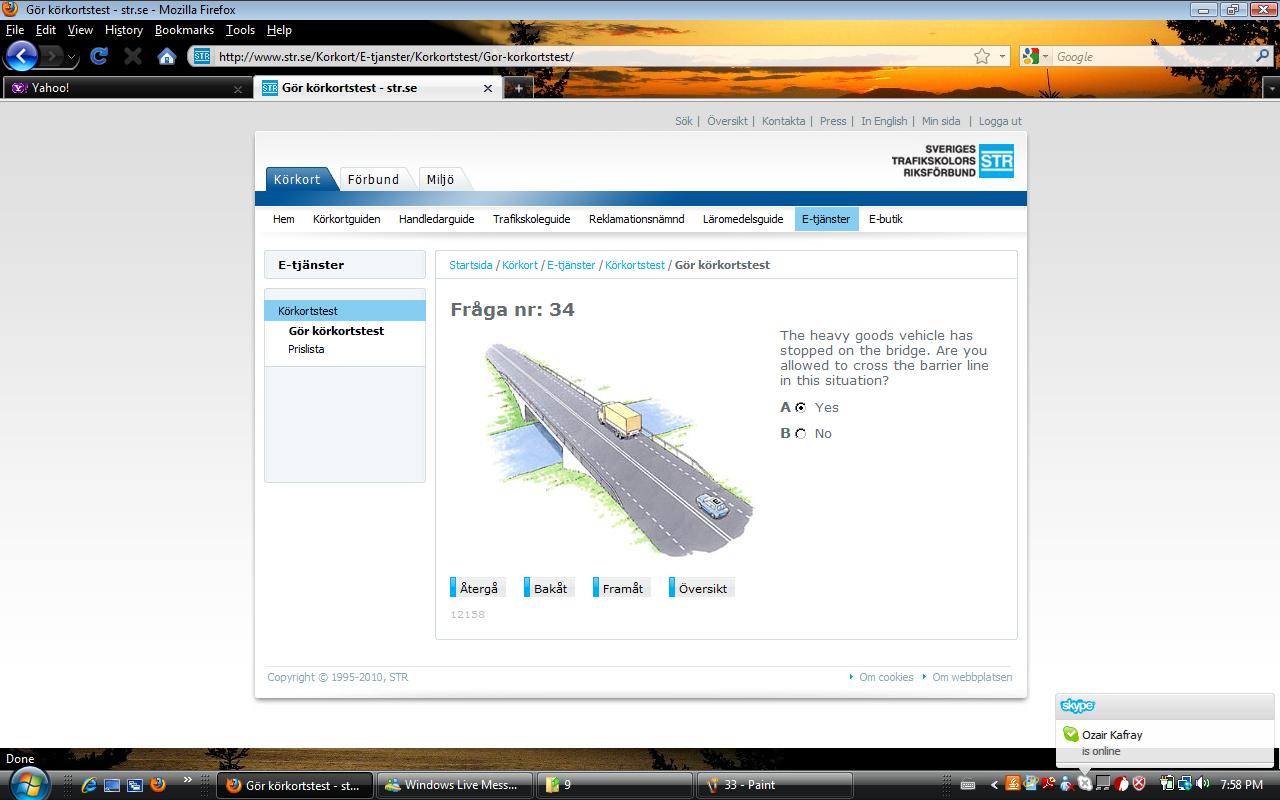 Gör körkortstest - str.se - Mozilla Firefox
File Edit View History Bookmarks Tools Help
STR http://www.str.se/Korkort/E-tjanster/Korkortstest/Gor-korkortstest/ Google
Yahoo! STR Gör körkortstest - str.se
Sök | Översikt | Kontakta | Press | In English | Min sida | Logga ut
SVERIGES
TRAFIKSKOLORS STR
RIKSFÖRBUND
Körkort Förbund Miljö
Hem Körkortguiden Handledarguide Trafikskoleguide Reklamationsnämnd Läromedelsguide E-tjänster E-butik
E-tjänster
Startsida / Körkort / E-tjänster / Körkortstest / Gör körkortstest
Körkortstest
Gör körkortstest
Prislista
Fråga nr: 34
The heavy goods vehicle has
stopped on the bridge. Are you
allowed to cross the barrier line
in this situation?
A Yes
B No
Återgå Bakåt Framåt Översikt
12158
Copyright © 1995-2010, STR
Om cookies Om webbplatsen
skype
Ozair Kafray
is online
Done
Gör körkortstest - st... Windows Live Mess... 9 33 - Paint 7:58 PM